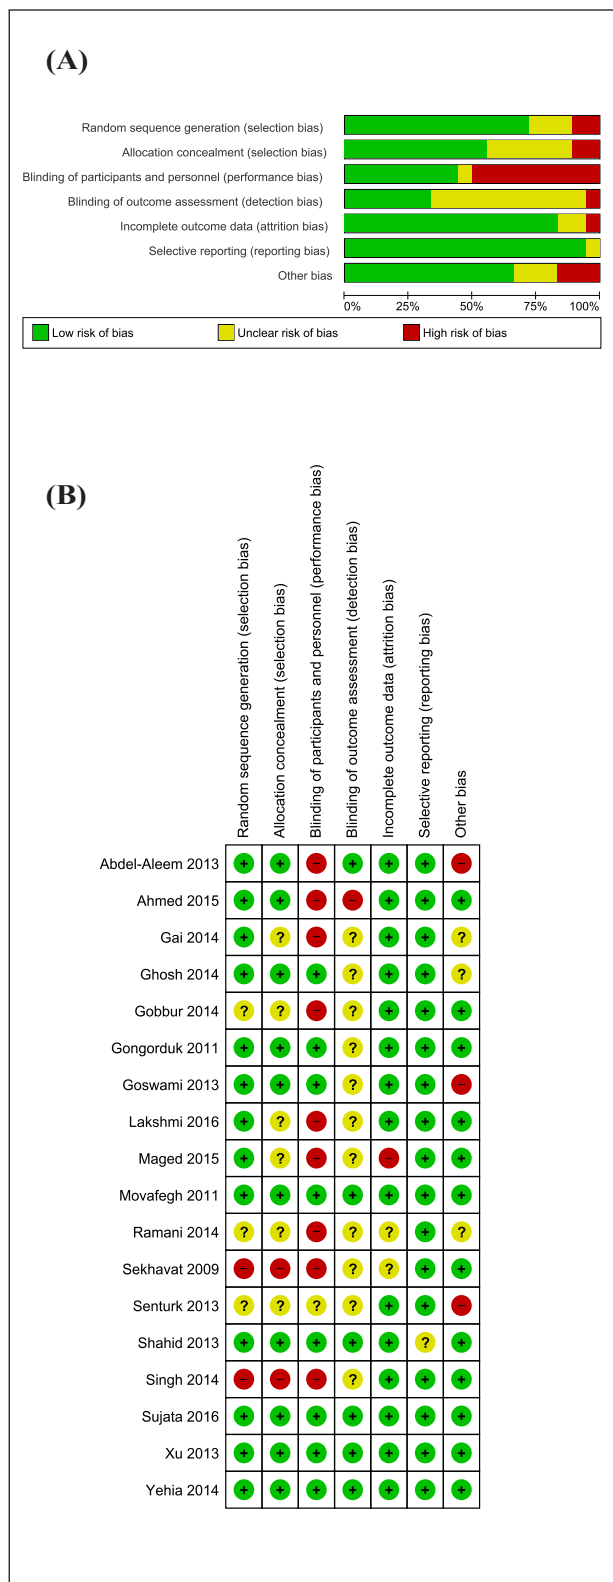 (A)
Random sequence generation (selection bias)
Allocation concealment (selection bias)
Blinding of participants and personnel (performance bias)
Blinding of outcome assessment (detection bias)
Incomplete outcome data (attrition bias)
Selective reporting (reporting bias)
Other bias
0% 25% 50% 75% 100%
Low risk of bias Unclear risk of bias High risk of bias
(B)
Random sequence generation (selection bias)
Allocation concealment (selection bias)
Blinding of participants and personnel (performance bias)
Blinding of outcome assessment (detection bias)
Incomplete outcome data (attrition bias)
Selective reporting (reporting bias)
Other bias
Abdel-Aleem 2013 + + - + + + -
Ahmed 2015 + + - - + + +
Gai 2014 + ? - ? + + ?
Ghosh 2014 + + + ? + + ?
Gobbur 2014 ? ? - ? + + +
Gongorduk 2011 + + + ? + + +
Goswami 2013 + + + ? + + -
Lakshmi 2016 + ? - ? + + +
Maged 2015 + ? - ? - + +
Movafegh 2011 + + + + + + +
Ramani 2014 ? ? - ? ? + ?
Sekhavat 2009 - - - ? ? + +
Senturk 2013 ? ? ? ? + + -
Shahid 2013 + + + + + ? +
Singh 2014 - - - ? + + +
Sujata 2016 + + + + + + +
Xu 2013 + + + + + + +
Yehia 2014 + + + + + + +